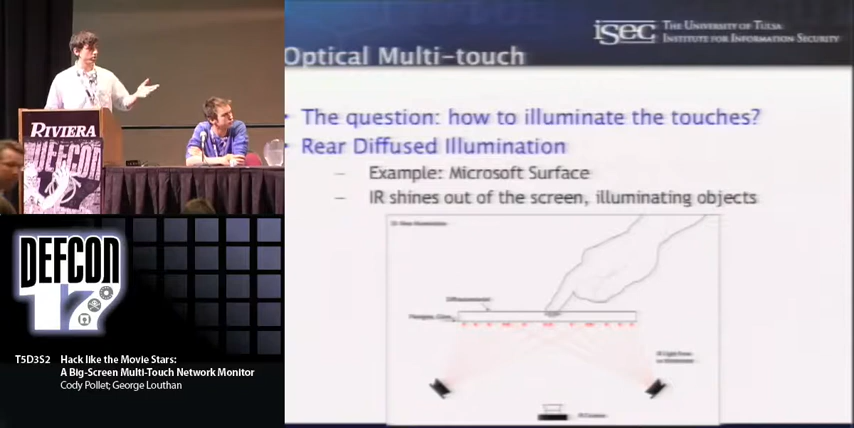 isec THE UNIVERSITY OF TULSA
INSTITUTE FOR INFORMATION SECURITY
Optical Multi-touch
The question: how to illuminate the touches?
Rear Diffused Illumination
– Example: Microsoft Surface
– IR shines out of the screen, illuminating objects
RIVIERA
DEFCON
DEFCON
17
T5D3S2 Hack like the Movie Stars:
A Big-Screen Multi-Touch Network Monitor
Cody Pollet; George Louthan